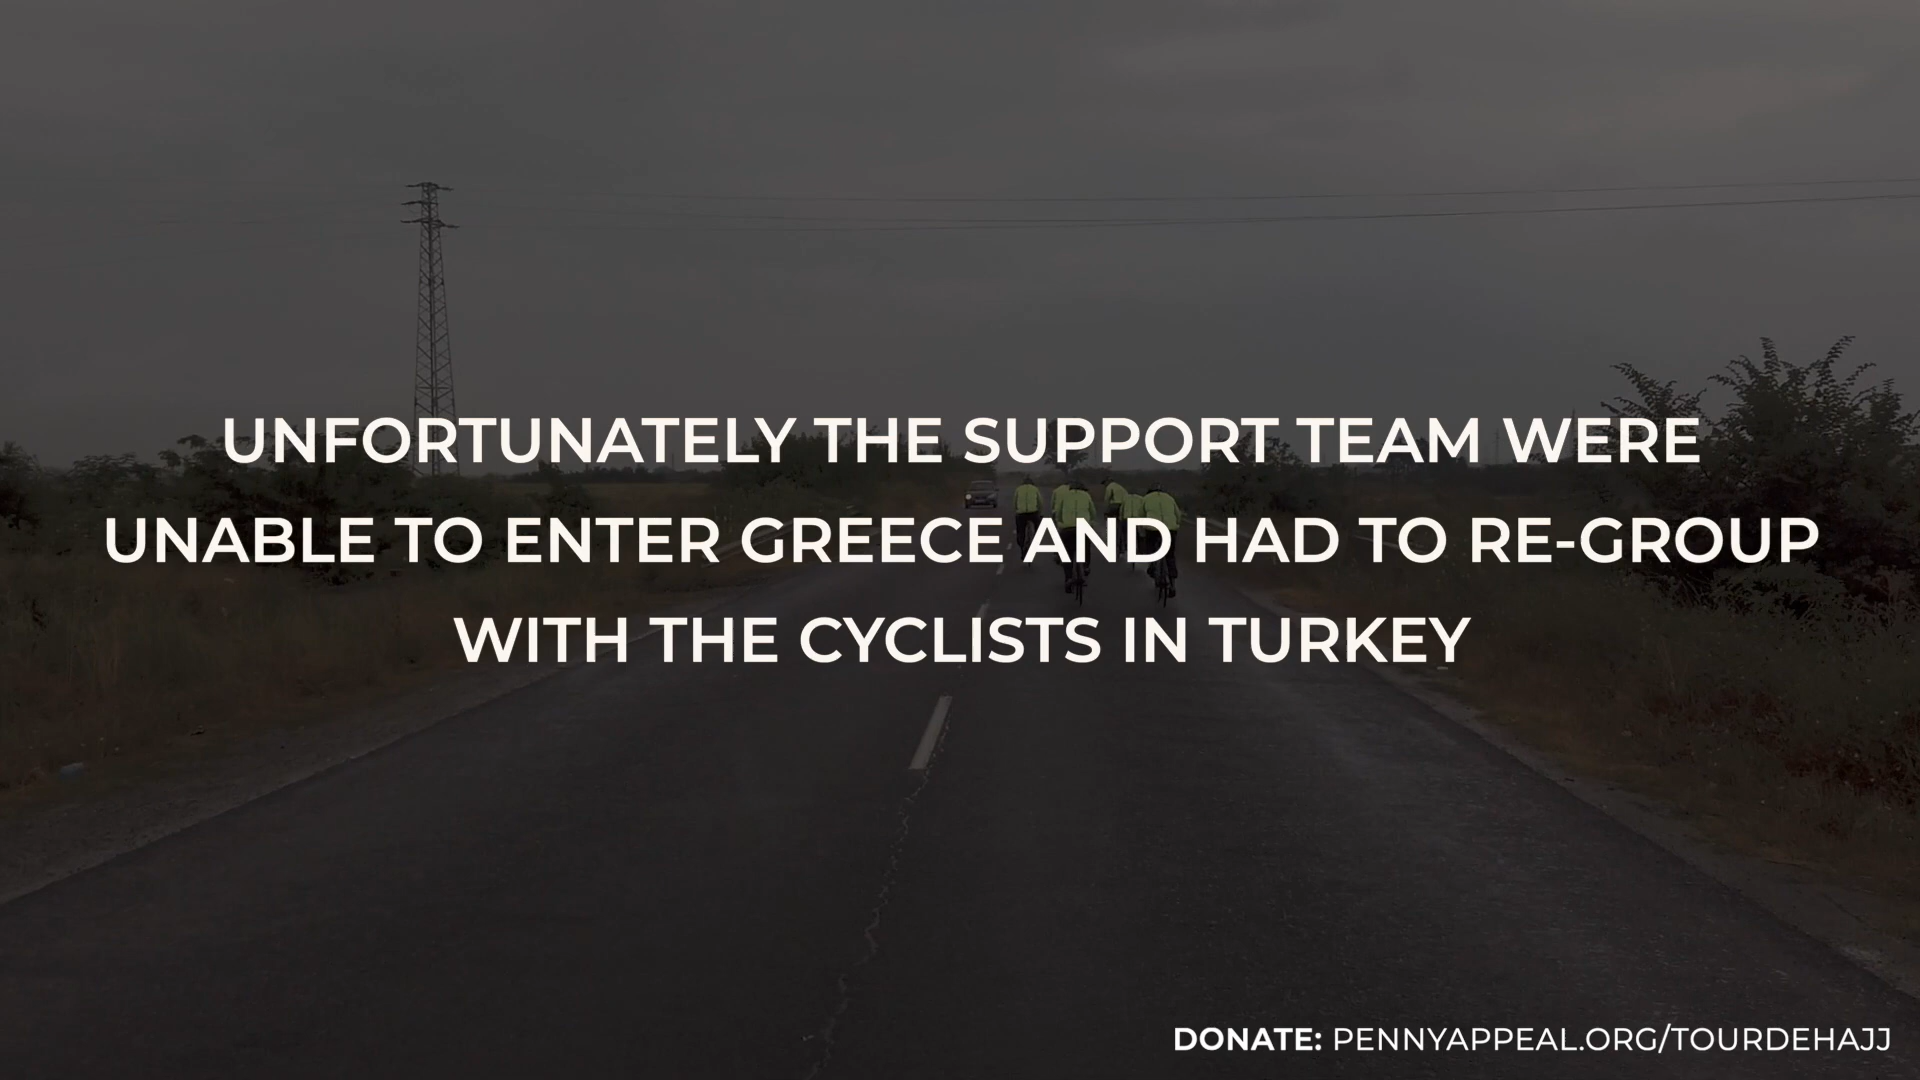 UNFORTUNATELY THE SUPPORT TEAM WERE
UNABLE TO ENTER GREECE AND HAD TO RE-GROUP
WITH THE CYCLISTS IN TURKEY
DONATE: PENNYAPPEAL.ORG/TOURDEHAJJ